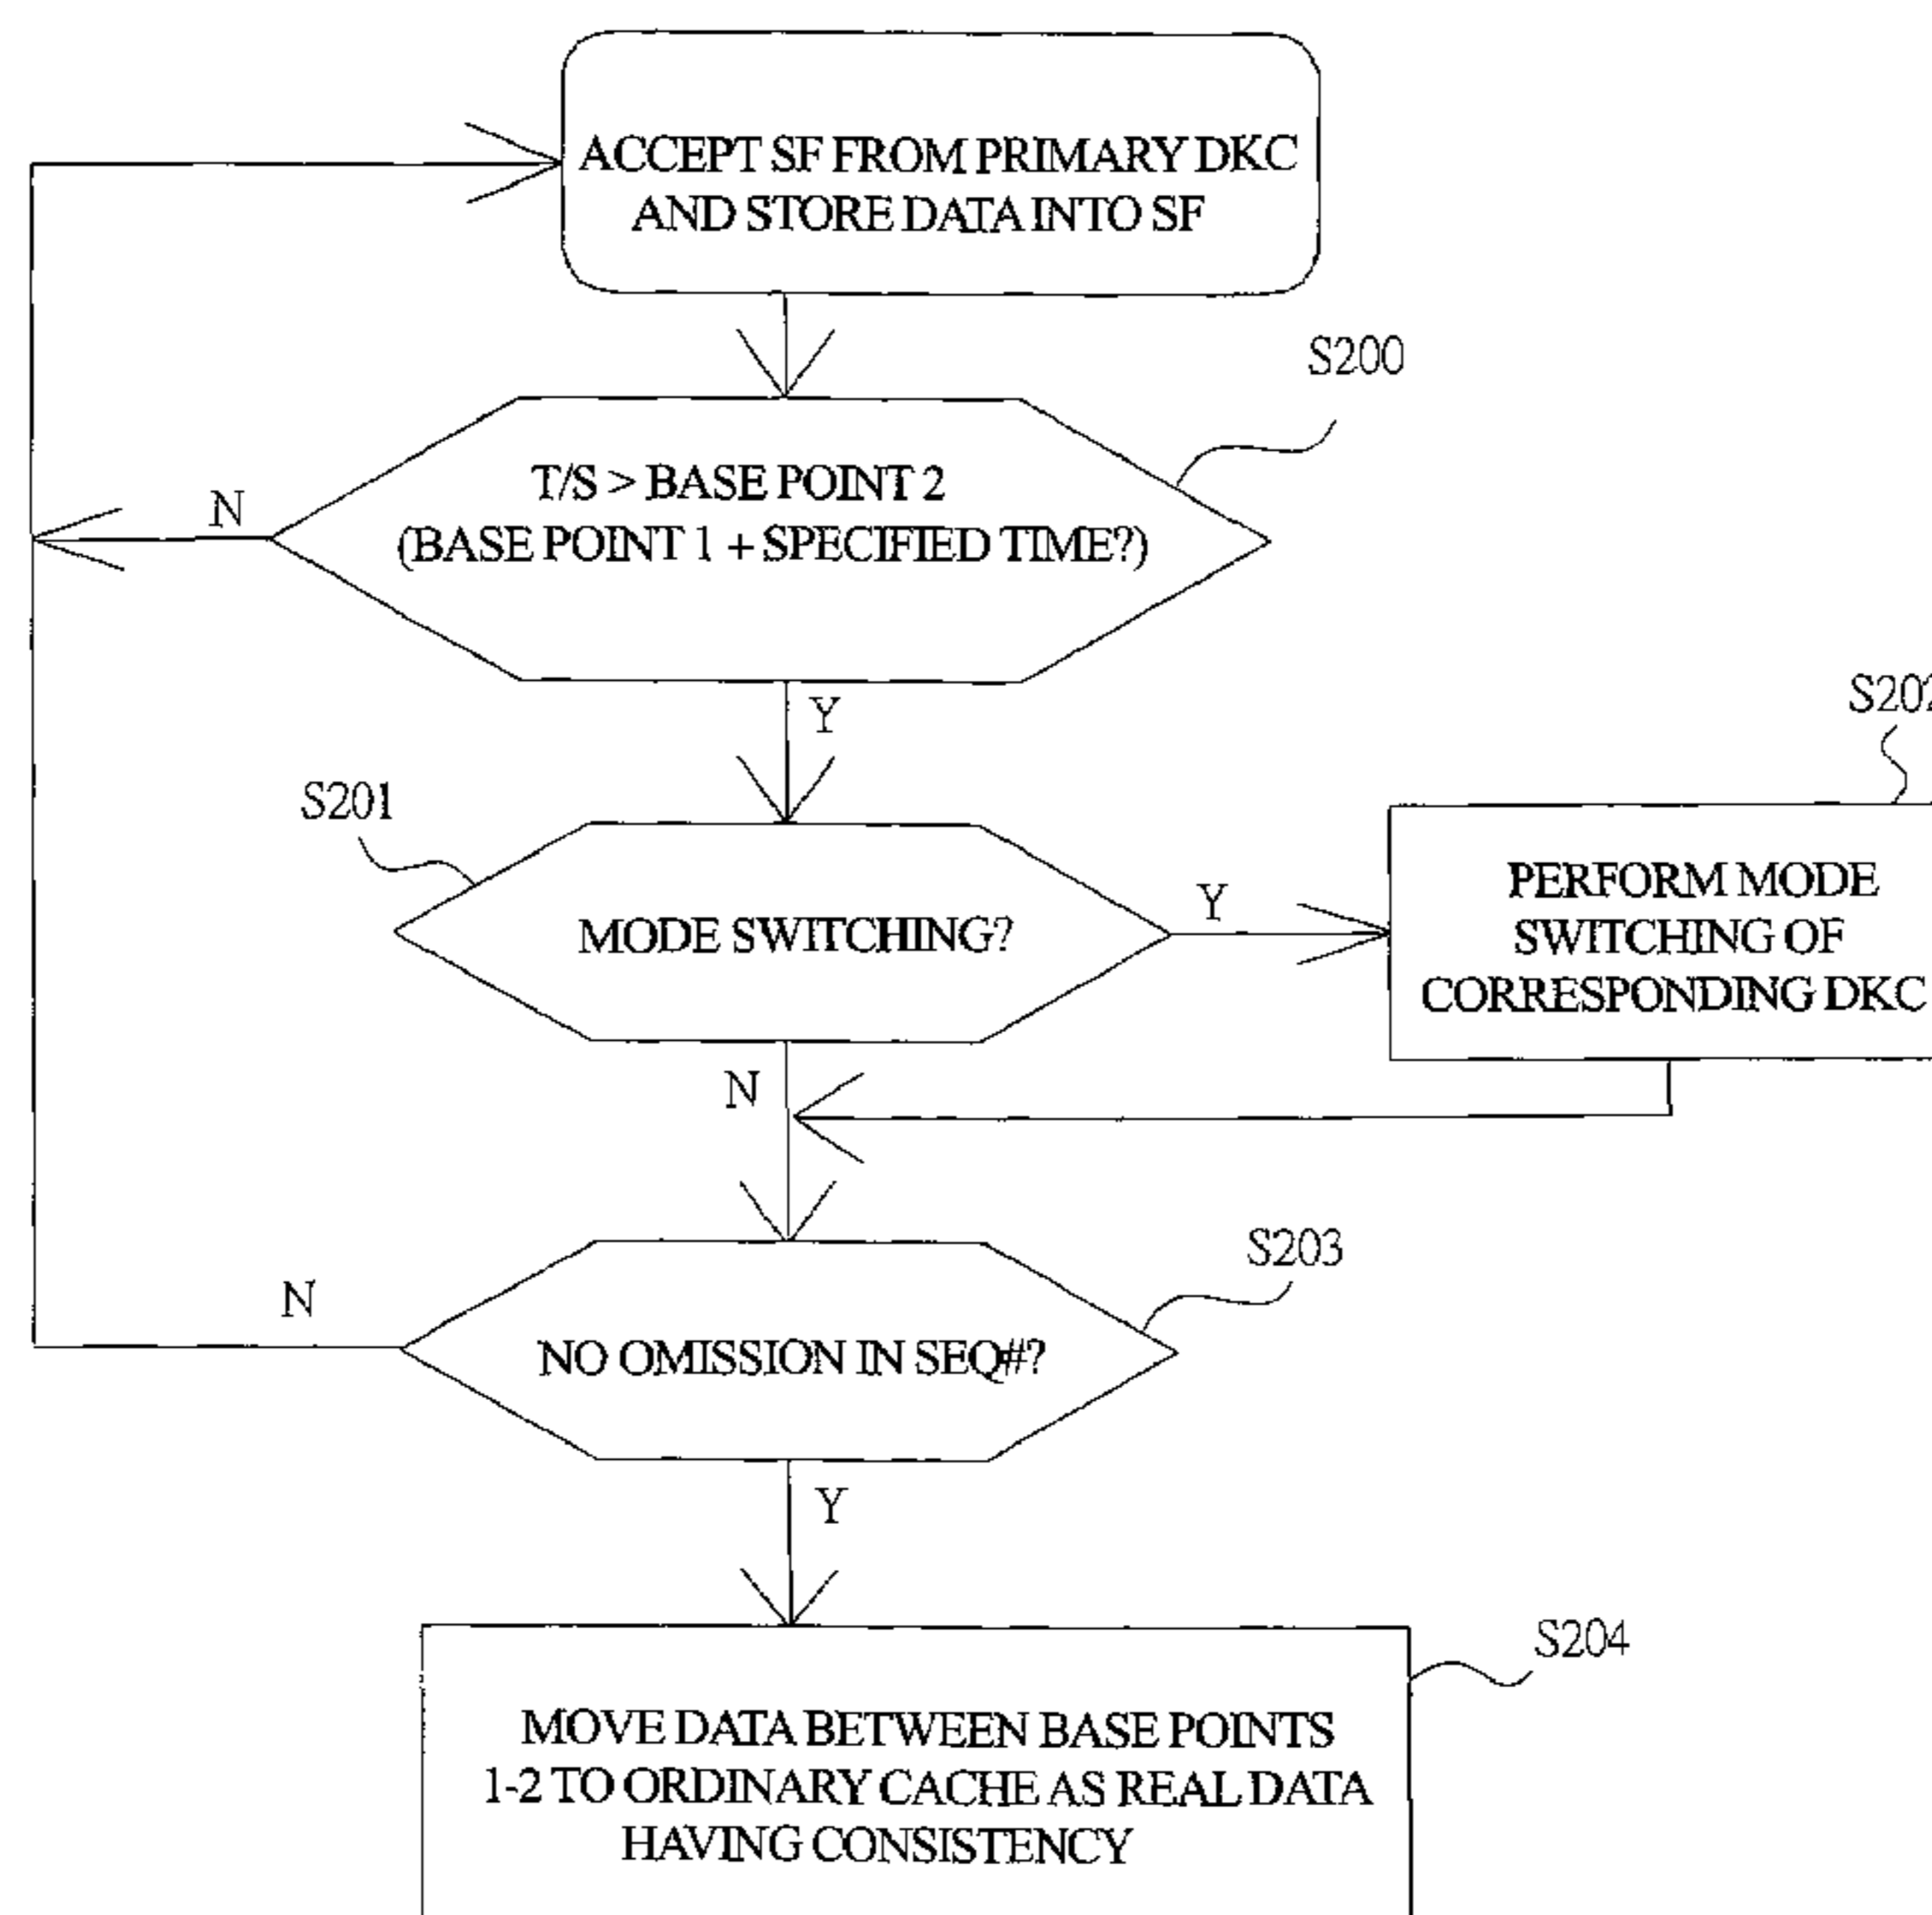 ACCEPT SF FROM PRIMARY DKC
AND STORE DATA INTO SF
S200
T/S > BASE POINT 2
(BASE POINT 1 + SPECIFIED TIME?)
N
Y
S202
S201
MODE SWITCHING?
Y
PERFORM MODE
SWITCHING OF
CORRESPONDING DKC
N
S203
N
NO OMISSION IN SEQ#?
Y
S204
MOVE DATA BETWEEN BASE POINTS
1-2 TO ORDINARY CACHE AS REAL DATA
HAVING CONSISTENCY